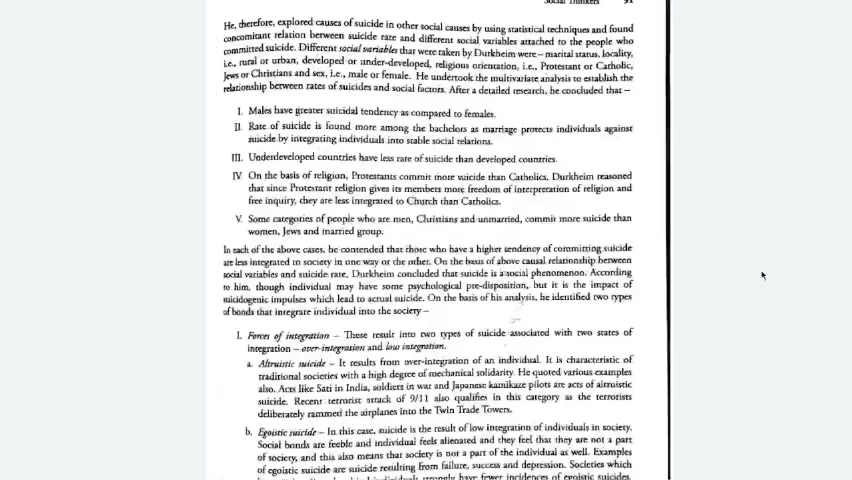 Social Thinkers 91
He, therefore, explored causes of suicide in other social causes by using statistical techniques and found
concomitant relation between suicide rate and different social variables attached to the people who
committed suicide. Different social variables that were taken by Durkheim were – marital status, locality,
i.e., rural or urban, developed or under-developed, religious orientation, i.e., Protestant or Catholic,
Jews or Christians and sex, i.e., male or female. He undertook the multivariate analysis to establish the
relationship between rates of suicides and social factors. After a detailed research, he concluded that –
I. Males have greater suicidal tendency as compared to females.
II. Rate of suicide is found more among the bachelors as marriage protects individuals against
suicide by integrating individuals into stable social relations.
III. Underdeveloped countries have less rate of suicide than developed countries.
IV. On the basis of religion, Protestants commit more suicide than Catholics. Durkheim reasoned
that since Protestant religion gives its members more freedom of interpretation of religion and
free inquiry, they are less integrated to Church than Catholics.
V. Some categories of people who are men, Christians and unmarried, commit more suicide than
women, Jews and married group.
In each of the above cases, he contended that those who have a higher tendency of committing suicide
are less integrated to society in one way or the other. On the basis of above causal relationship between
social variables and suicide rate, Durkheim concluded that suicide is a social phenomenon. According
to him, though individual may have some psychological pre-disposition, but it is the impact of
suicidogenic impulses which lead to actual suicide. On the basis of his analysis, he identified two types
of bonds that integrate individual into the society –
I. Forces of integration – These result into two types of suicide associated with two states of
integration – over-integration and low integration.
a. Altruistic suicide – It results from over-integration of an individual. It is characteristic of
traditional societies with a high degree of mechanical solidarity. He quoted various examples
also. Acts like Sati in India, soldiers in war and Japanese kamikaze pilots are acts of altruistic
suicide. Recent terrorist attack of 9/11 also qualifies in this category as the terrorists
deliberately rammed the airplanes into the Twin Trade Towers.
b. Egoistic suicide – In this case, suicide is the result of low integration of individuals in society.
Social bonds are feeble and individual feels alienated and they feel that they are not a part
of society, and this also means that society is not a part of the individual as well. Examples
of egoistic suicide are suicide resulting from failure, success and depression. Societies which
strongly have fewer incidences of egoistic suicides.